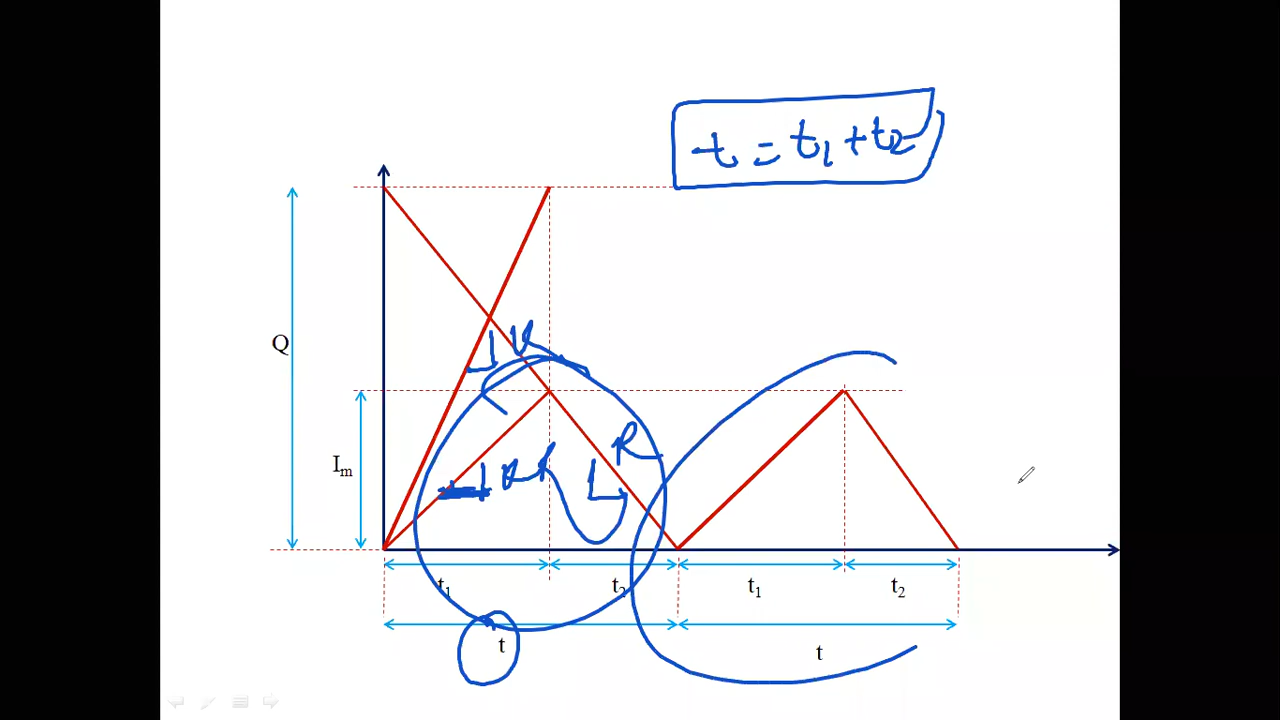 t = t1 + t2
Q
k
R
Im
k
t1 t2 t1 t2
t t